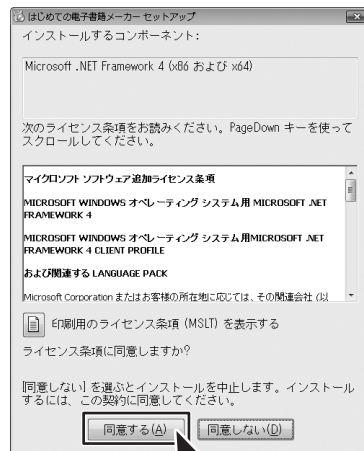 はじめての電子書籍メーカー セットアップ
インストールするコンポーネント:
Microsoft .NET Framework 4 (x86 および x64)
次のライセンス条項をお読みください。PageDown キーを使って
スクロールしてください。
マイクロソフト ソフトウェア追加ライセンス条項
MICROSOFT WINDOWS オペレーティング システム用 MICROSOFT .NET
FRAMEWORK 4
MICROSOFT WINDOWS オペレーティング システム用MICROSOFT .NET
FRAMEWORK 4 CLIENT PROFILE
および関連する LANGUAGE PACK
Microsoft Corporation またはお客様の所在地に応じては、その関連会社 (以
印刷用のライセンス条項 (MSLT) を表示する
ライセンス条項に同意しますか?
[同意しない] を選ぶとインストールを中止します。インストール
するには、この契約に同意してください。
同意する(A) 同意しない(D)